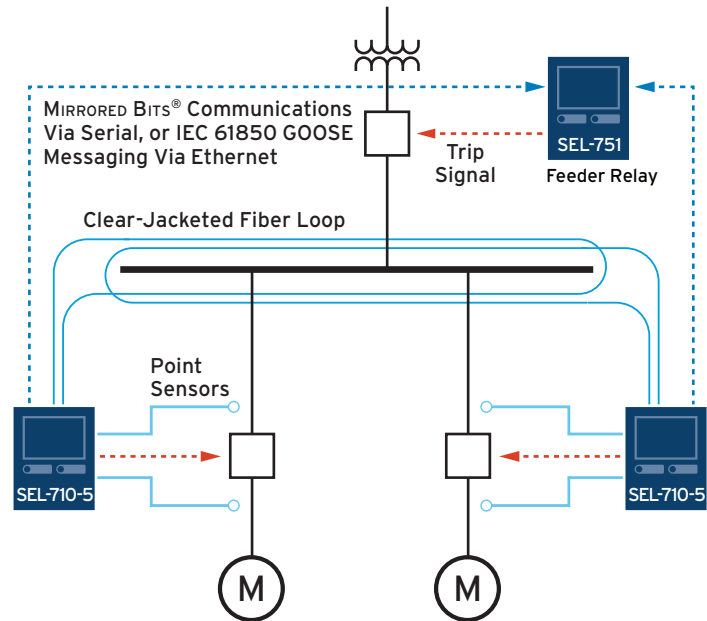 MIRRORED BITS® Communications
Via Serial, or IEC 61850 GOOSE
Messaging Via Ethernet
SEL-751
Trip
Signal
Feeder Relay
Clear-Jacketed Fiber Loop
Point
Sensors
SEL-710-5
SEL-710-5
M
M